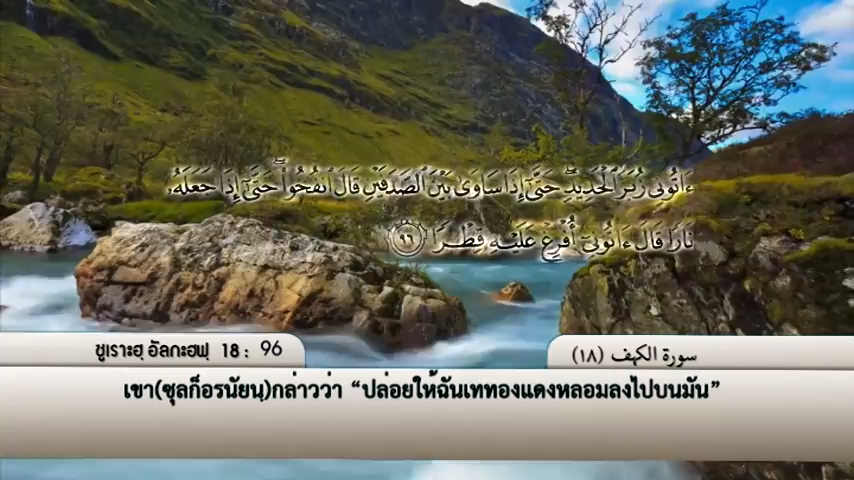 ءَاتُونِي زُبَرَ ٱلْحَدِيدِۖ حَتَّىٰٓ إِذَا سَاوَىٰ بَيْنَ ٱلصَّدَفَيْنِ قَالَ ٱنفُخُوا۟ۖ حَتَّىٰٓ إِذَا جَعَلَهُۥ
نَارًا قَالَ ءَاتُونِىٓ أُفْرِغْ عَلَيْهِ قِطْرًا ٩٦
ซูเราะฮฺ อัลกะฮฟฺ 18 : 96
سورة الكهف (١٨)
เขา(ซุลก็อรนัยนฺ)กล่าวว่า “ปล่อยให้ฉันเททองแดงหลอมลงไปบนมัน”